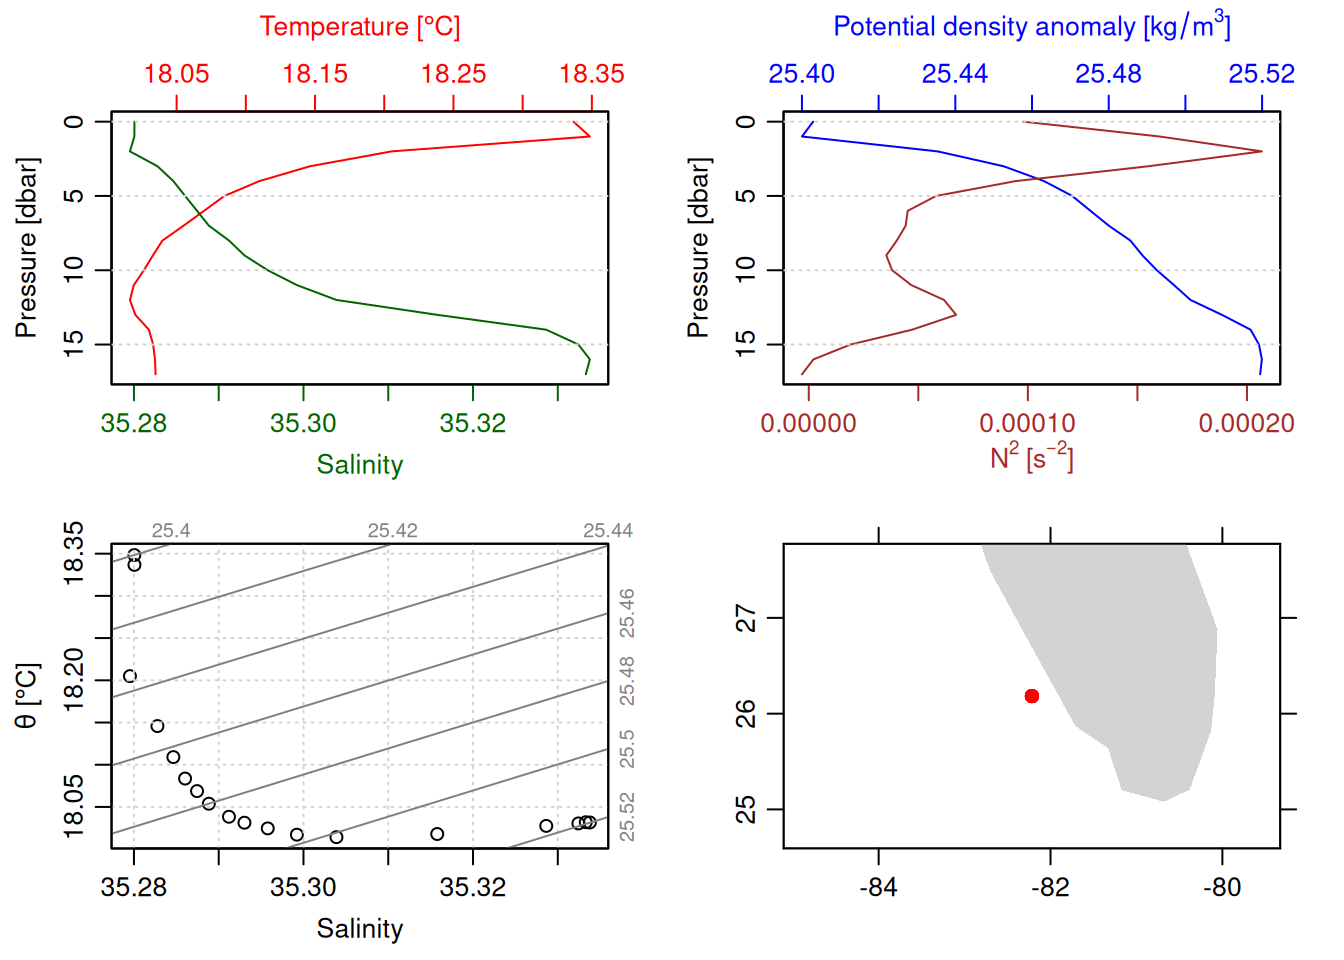 Temperature [°C]
18.05 18.15 18.25 18.35
Pressure [dbar]
0
5
10
15
35.28 35.30 35.32
Salinity
Potential density anomaly [kg/m³]
25.40 25.44 25.48 25.52
Pressure [dbar]
0
5
10
15
0.00000 0.00010 0.00020
N² [s⁻²]
25.4 25.42 25.44
θ [°C]
18.35
18.20
18.05
25.46
25.48
25.5
25.52
35.28 35.30 35.32
Salinity
27
26
25
-84 -82 -80